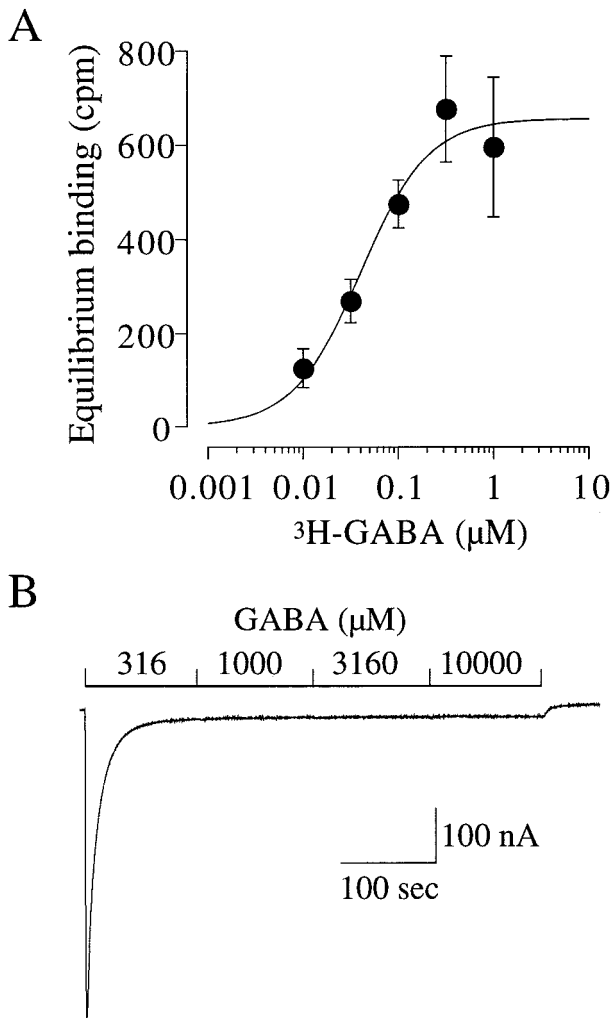 A
Equilibrium binding (cpm)
800
600
400
200
0
0.001 0.01 0.1 1 10
³H-GABA (μM)
B
GABA (μM)
316 1000 3160 10000
100 nA
100 sec